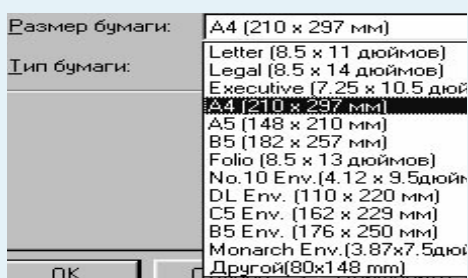 Размер бумаги: A4 (210 x 297 мм)
Letter (8.5 x 11 дюймов)
Тип бумаги:
Legal (8.5 x 14 дюймов)
Executive (7.25 x 10.5 дюй
A4 (210 x 297 мм)
A5 (148 x 210 мм)
B5 (182 x 257 мм)
Folio (8.5 x 13 дюймов)
No.10 Env.(4.12 x 9.5дюйм
DL Env. (110 x 220 мм)
C5 Env. (162 x 229 мм)
B5 Env. (176 x 250 мм)
Monarch Env.(3.87x7.5дюй
Другой(80x148 mm)
OK